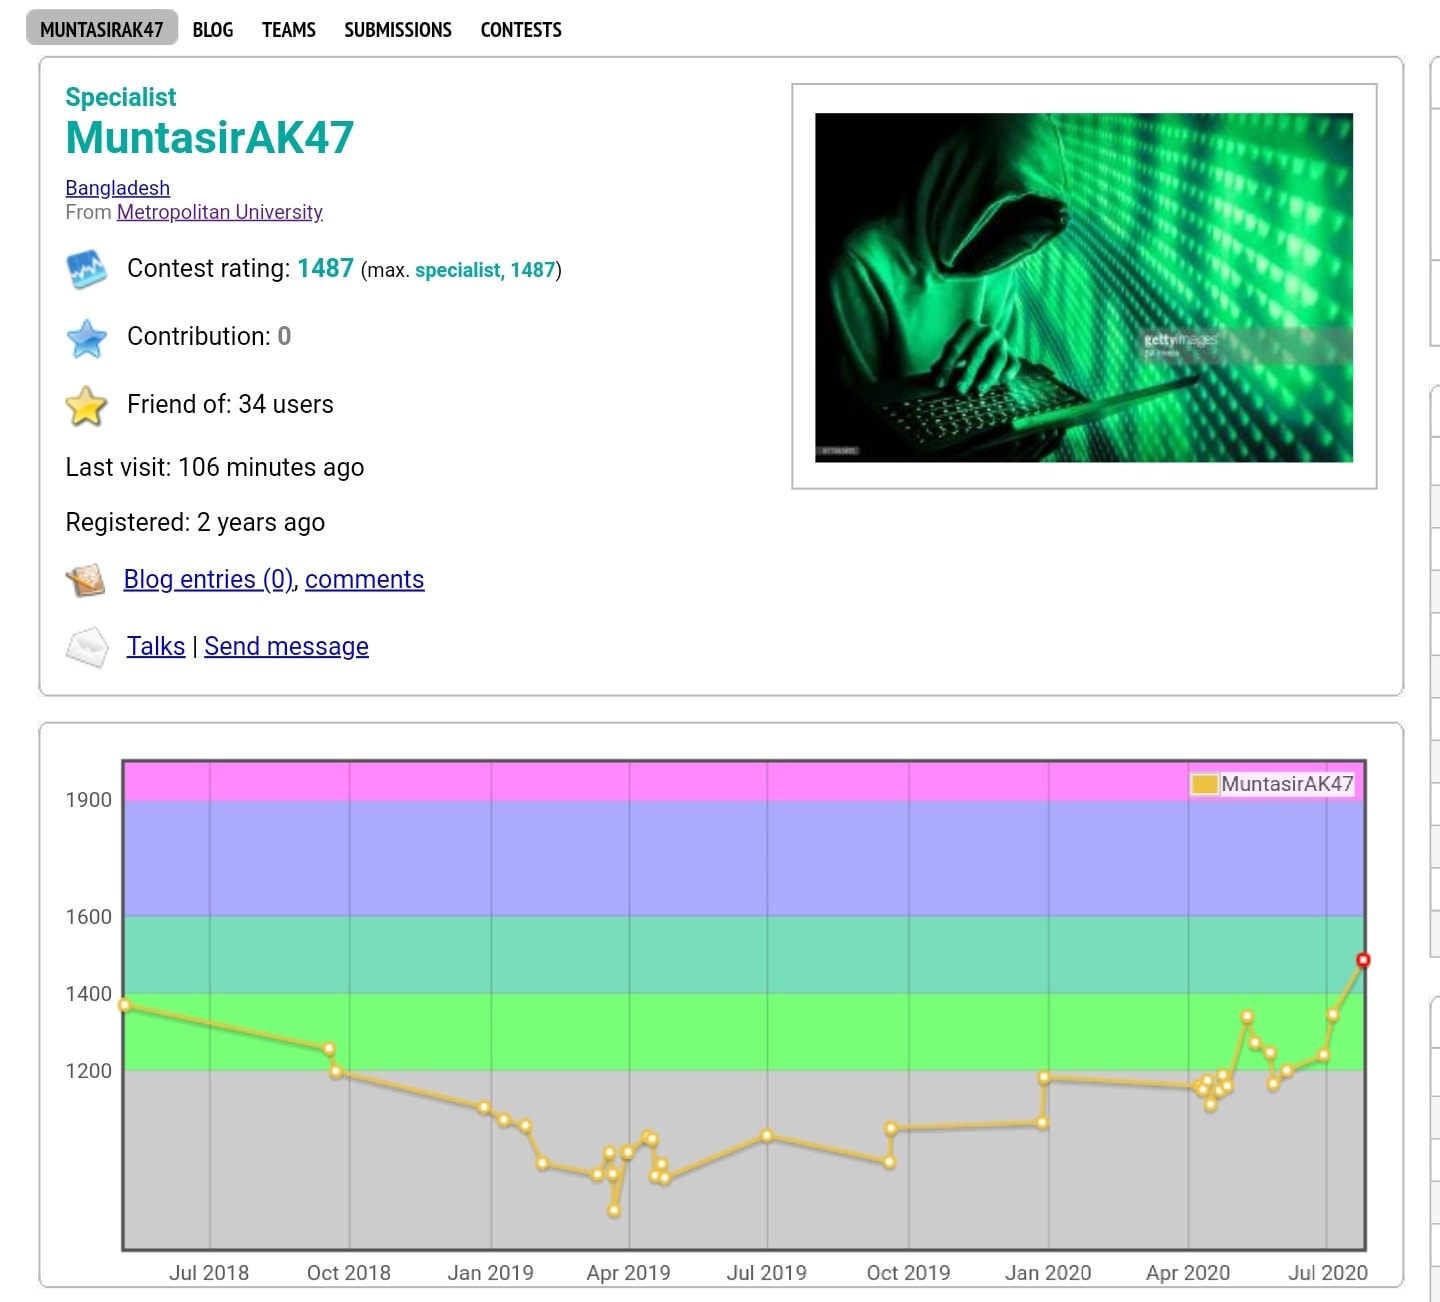 MUNTASIRAK47 BLOG TEAMS SUBMISSIONS CONTESTS
Specialist
MuntasirAK47
Bangladesh
From Metropolitan University
Contest rating: 1487 (max. specialist, 1487)
Contribution: 0
Friend of: 34 users
Last visit: 106 minutes ago
Registered: 2 years ago
Blog entries (0), comments
Talks | Send message
gettyimages
MuntasirAK47
1900
1600
1400
1200
Jul 2018 Oct 2018 Jan 2019 Apr 2019 Jul 2019 Oct 2019 Jan 2020 Apr 2020 Jul 2020